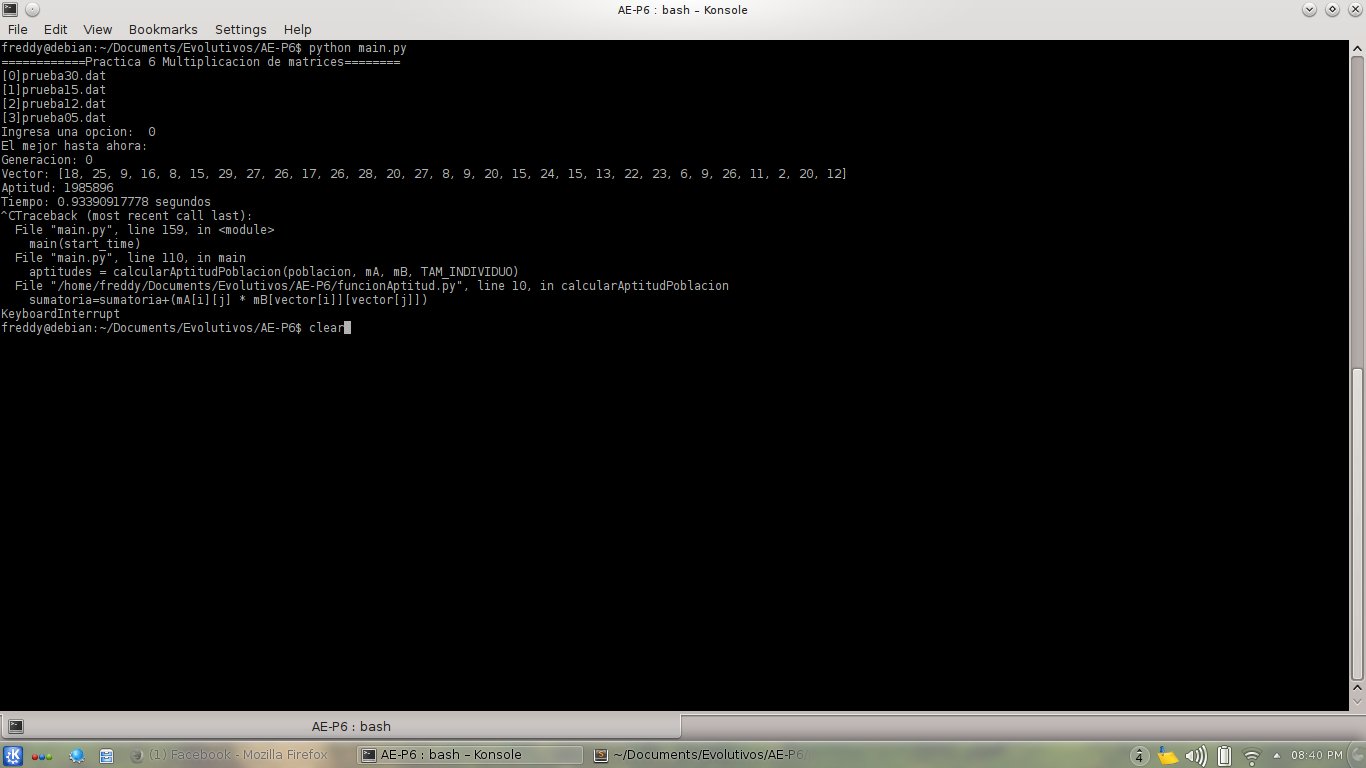 AE-P6 : bash – Konsole
File Edit View Bookmarks Settings Help
freddy@debian:~/Documents/Evolutivos/AE-P6$ python main.py
============Practica 6 Multiplicacion de matrices========
[0]prueba30.dat
[1]prueba15.dat
[2]prueba12.dat
[3]prueba05.dat
Ingresa una opcion:  0
El mejor hasta ahora:
Generacion: 0
Vector: [18, 25, 9, 16, 8, 15, 29, 27, 26, 17, 26, 28, 20, 27, 8, 9, 20, 15, 24, 15, 13, 22, 23, 6, 9, 26, 11, 2, 20, 12]
Aptitud: 1985896
Tiempo: 0.93390917778 segundos
^CTraceback (most recent call last):
  File "main.py", line 159, in <module>
    main(start_time)
  File "main.py", line 110, in main
    aptitudes = calcularAptitudPoblacion(poblacion, mA, mB, TAM_INDIVIDUO)
  File "/home/freddy/Documents/Evolutivos/AE-P6/funcionAptitud.py", line 10, in calcularAptitudPoblacion
    sumatoria=sumatoria+(mA[i][j] * mB[vector[i]][vector[j]])
KeyboardInterrupt
freddy@debian:~/Documents/Evolutivos/AE-P6$ clear
AE-P6 : bash
(1) Facebook - Mozilla Firefox
AE-P6 : bash – Konsole
~/Documents/Evolutivos/AE-P6/
4
08:40 PM